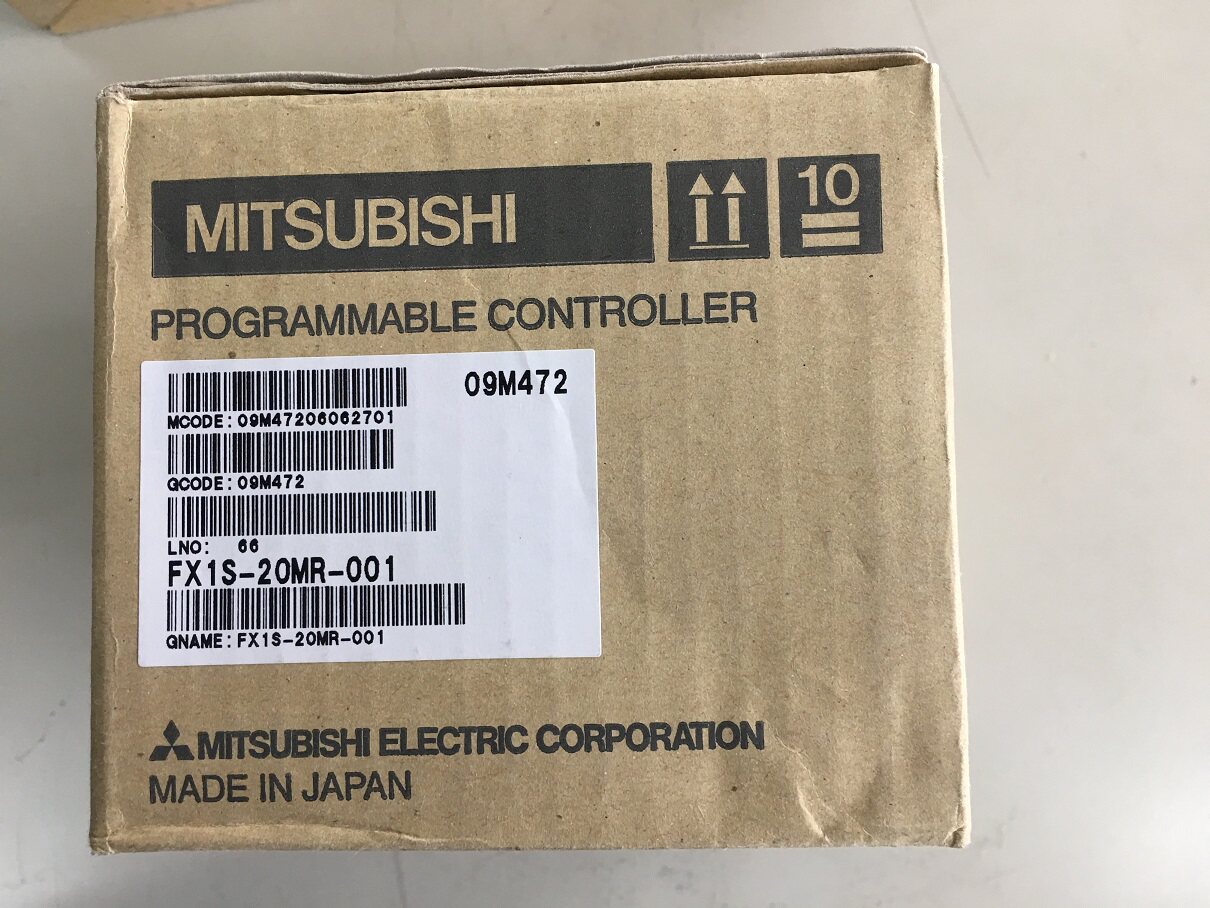 MITSUBISHI
10
PROGRAMMABLE CONTROLLER
09M472
MCODE:09M47206062701
QCODE:09M472
LNO: 66
FX1S-20MR-001
GNAME:FX1S-20MR-001
MITSUBISHI ELECTRIC CORPORATION
MADE IN JAPAN